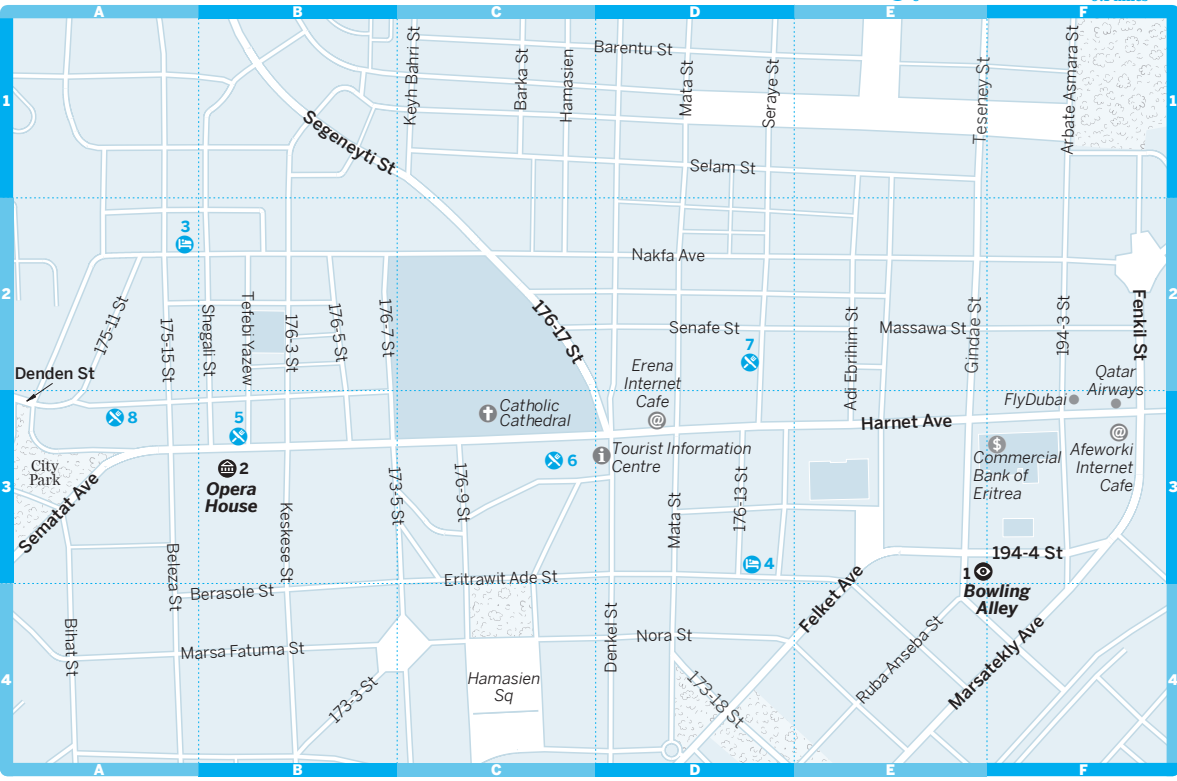 A
B
C
D
E
F
1
Keyh Bahri St
Barka St
Hamasien
Barentu St
Mata St
Seraye St
Teseney St
Arbate Asmara St
1
Segeneyti St
Selam St
3
Nakfa Ave
2
175-11 St
175-15 St
Shegali St
Tefebi Yazew
176-3 St
176-5 St
176-7 St
176-17 St
Senafe St
7
Adi Ebrihim St
Massawa St
Gindae St
194-3 St
Fenkil St
2
Denden St
Erena
Internet
Cafe
Qatar
Airways
FlyDubai
8
5
Catholic
Cathedral
Harnet Ave
City
Park
2
Opera
House
6
Tourist Information
Centre
Commercial
Bank of
Eritrea
Afeworki
Internet
Cafe
3
Sematat Ave
Keskese St
173-5 St
176-9 St
Mata St
176-13 St
3
Beleza St
Eritrawit Ade St
4
194-4 St
1
Bowling
Alley
Berasole St
Felket Ave
Bihat St
Marsa Fatuma St
Denkel St
Nora St
Ruba Anseba St
Marsatekly Ave
4
173-3 St
Hamasien
Sq
173-18 St
4
A
B
C
D
E
F